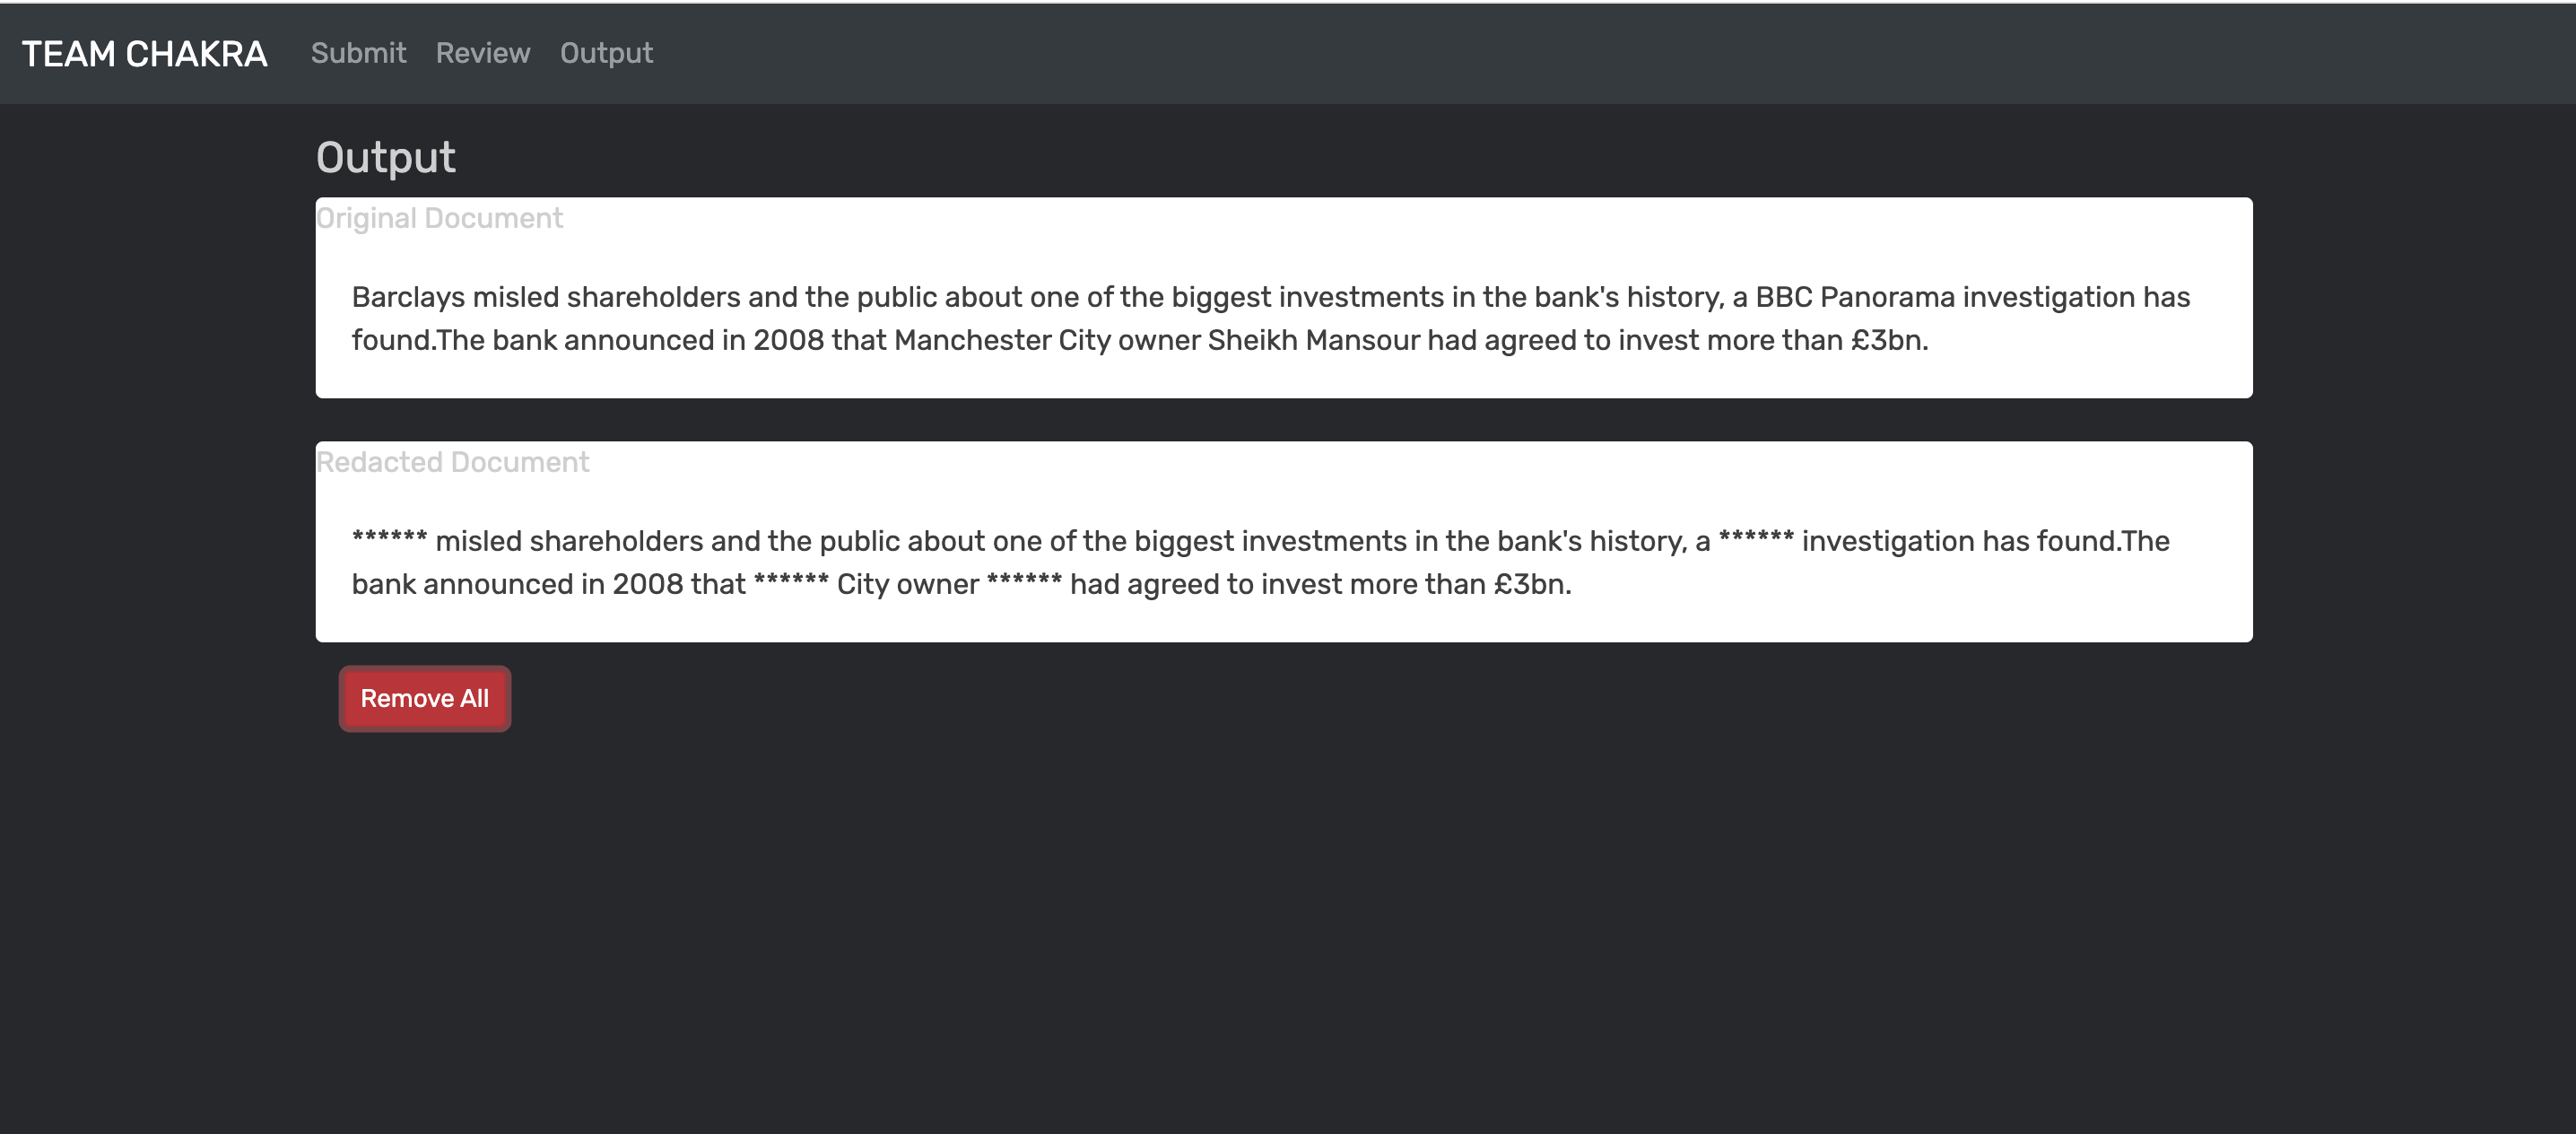 TEAM CHAKRA Submit Review Output
Output
Original Document
Barclays misled shareholders and the public about one of the biggest investments in the bank's history, a BBC Panorama investigation has
found.The bank announced in 2008 that Manchester City owner Sheikh Mansour had agreed to invest more than £3bn.
Redacted Document
****** misled shareholders and the public about one of the biggest investments in the bank's history, a ****** investigation has found.The
bank announced in 2008 that ****** City owner ****** had agreed to invest more than £3bn.
Remove All